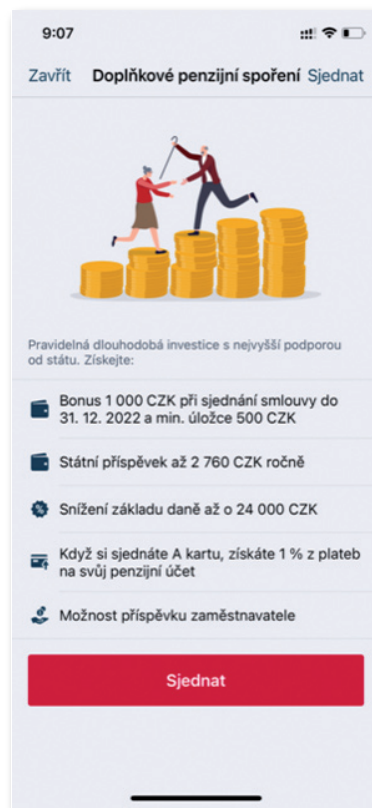 9:07
Zavřít Doplňkové penzijní spoření Sjednat
Pravidelná dlouhodobá investice s nejvyšší podporou
od státu. Získejte:
Bonus 1 000 CZK při sjednání smlouvy do
31. 12. 2022 a min. úložce 500 CZK
Státní příspěvek až 2 760 CZK ročně
Snížení základu daně až o 24 000 CZK
Když si sjednáte A kartu, získáte 1 % z plateb
na svůj penzijní účet
Možnost příspěvku zaměstnavatele
Sjednat